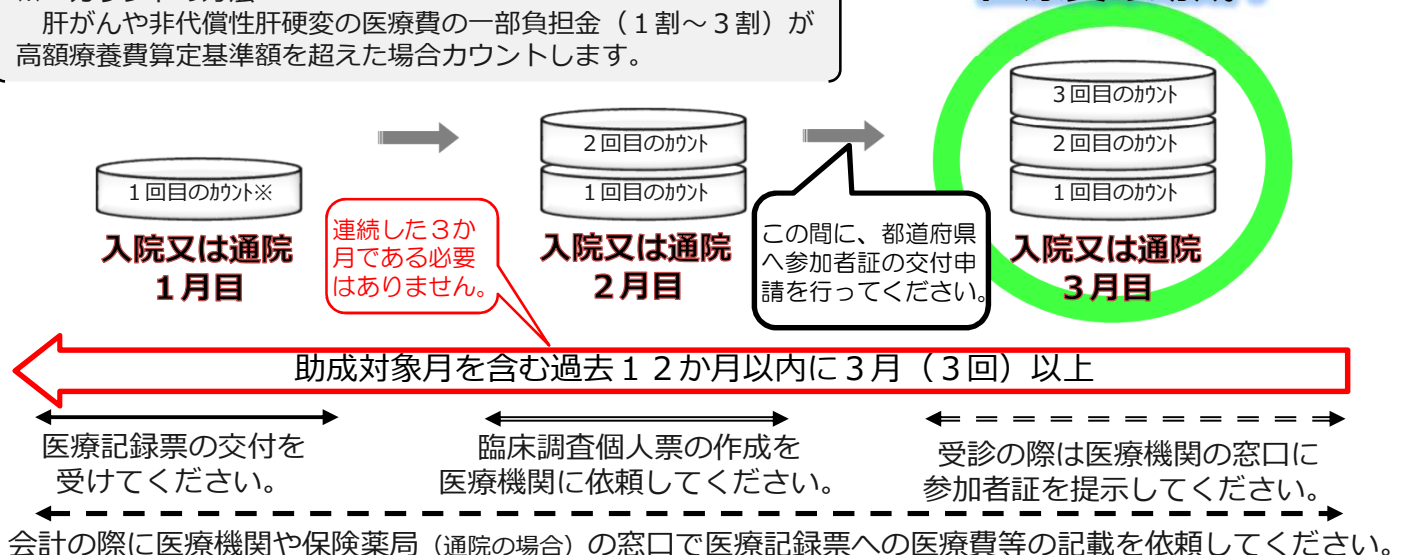 肝がんや非代償性肝硬変の医療費の一部負担金（１割～３割）が
高額療養費算定基準額を超えた場合カウントします。
３回目のｶｳﾝﾄ
２回目のｶｳﾝﾄ
２回目のｶｳﾝﾄ
１回目のｶｳﾝﾄ※
１回目のｶｳﾝﾄ
１回目のｶｳﾝﾄ
入院又は通院
１月目
連続した３か
月である必要
はありません。
入院又は通院
２月目
この間に、都道府県
へ参加者証の交付申
請を行ってください。
入院又は通院
３月目
助成対象月を含む過去１２か月以内に３月（３回）以上
医療記録票の交付を
受けてください。
臨床調査個人票の作成を
医療機関に依頼してください。
受診の際は医療機関の窓口に
参加者証を提示してください。
会計の際に医療機関や保険薬局（通院の場合）の窓口で医療記録票への医療費等の記載を依頼してください。